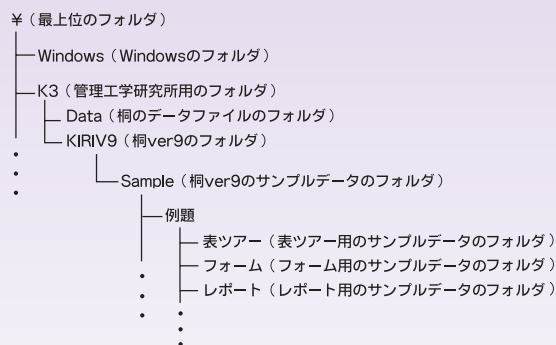 ¥（最上位のフォルダ）
Windows（Windowsのフォルダ）
K3（管理工学研究所用のフォルダ）
Data（桐のデータファイルのフォルダ）
KIRIV9（桐ver9のフォルダ）
Sample（桐ver9のサンプルデータのフォルダ）
例題
表ツアー（表ツアー用のサンプルデータのフォルダ）
フォーム（フォーム用のサンプルデータのフォルダ）
レポート（レポート用のサンプルデータのフォルダ）